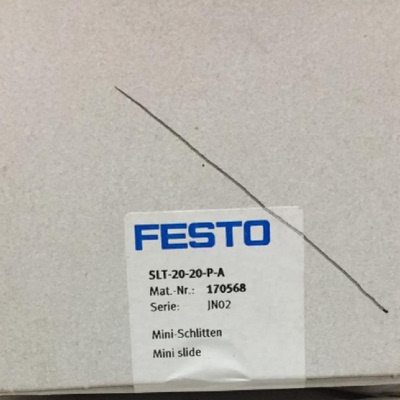 FESTO
SLT-20-20-P-A
Mat.-Nr.: 170568
Serie: JN02
Mini-Schlitten
Mini slide